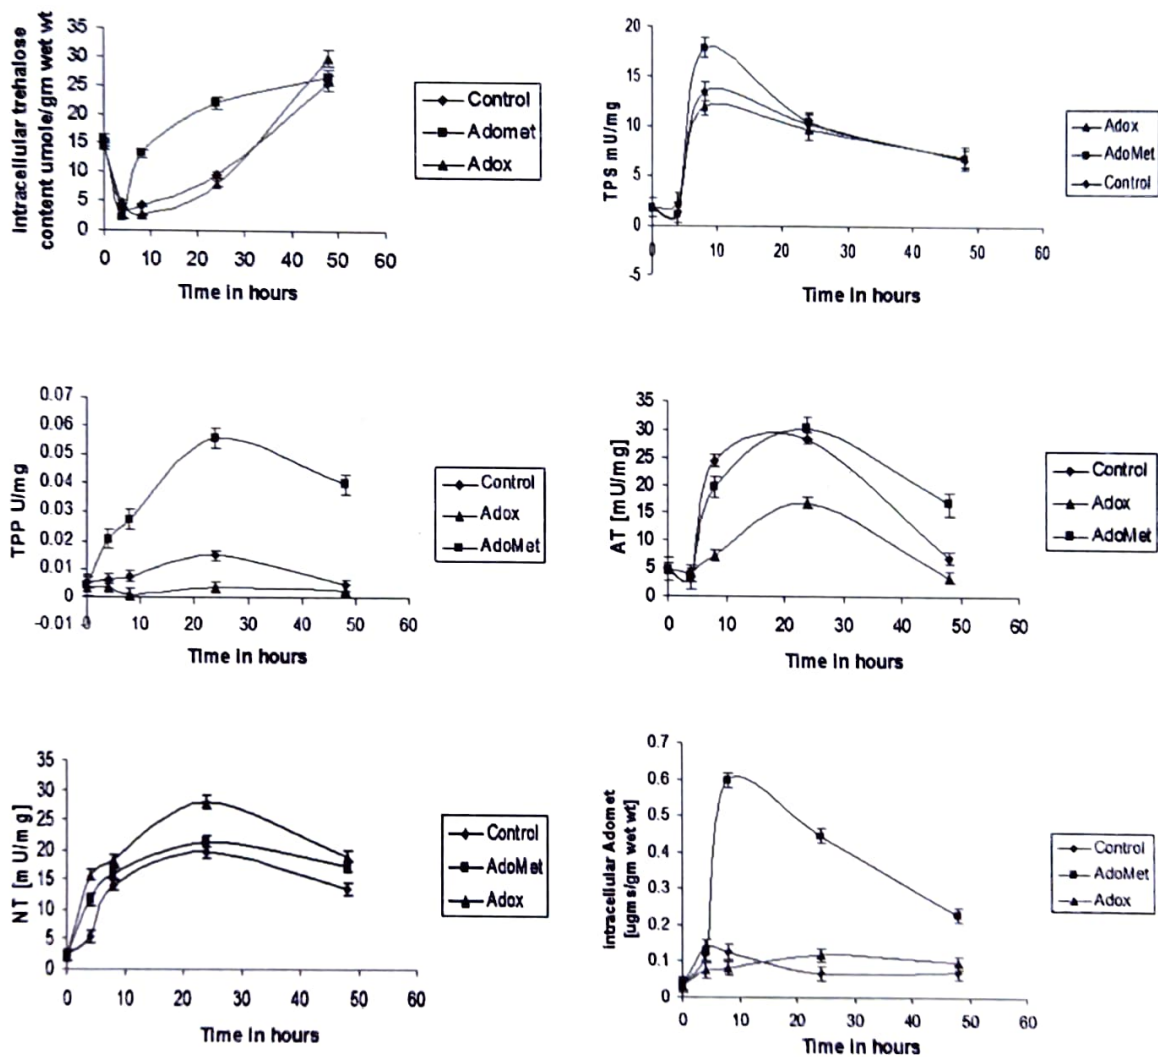 Intracellular trehalose
content umole/gm wet wt
35
30
25
20
15
10
5
0
0 10 20 30 40 50 60
Time in hours
Control
Adomet
Adox
TPS mU/mg
20
15
10
5
0
-5
0 10 20 30 40 50 60
Time in hours
Adox
AdoMet
Control
TPP U/mg
0.07
0.06
0.05
0.04
0.03
0.02
0.01
0
-0.01
0 10 20 30 40 50 60
Time in hours
Control
Adox
AdoMet
AT [mU/mg]
35
30
25
20
15
10
5
0
0 10 20 30 40 50 60
Time in hours
Control
Adox
AdoMet
NT [mU/mg]
35
30
25
20
15
10
5
0
0 10 20 30 40 50 60
Time in hours
Control
AdoMet
Adox
intracellular Adomet
[ugms/gm wet wt]
0.7
0.6
0.5
0.4
0.3
0.2
0.1
0
0 10 20 30 40 50 60
Time in hours
Control
AdoMet
Adox